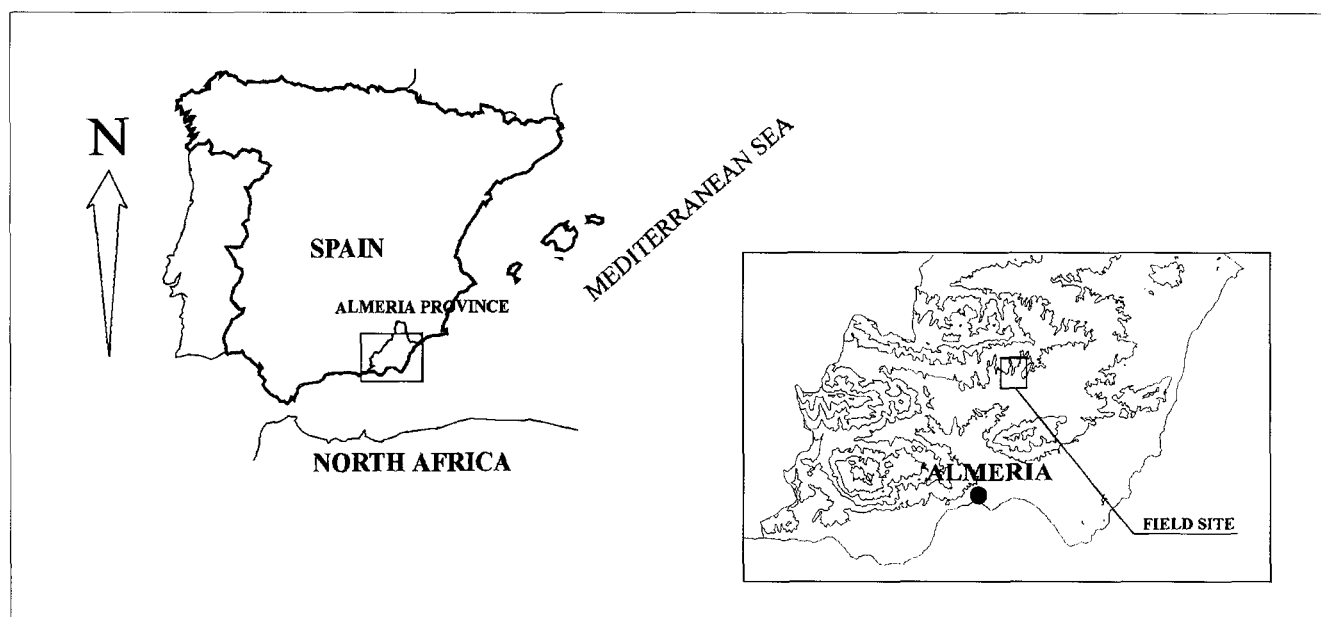 N
SPAIN
MEDITERRANEAN SEA
ALMERIA PROVINCE
NORTH AFRICA
ALMERIA
FIELD SITE